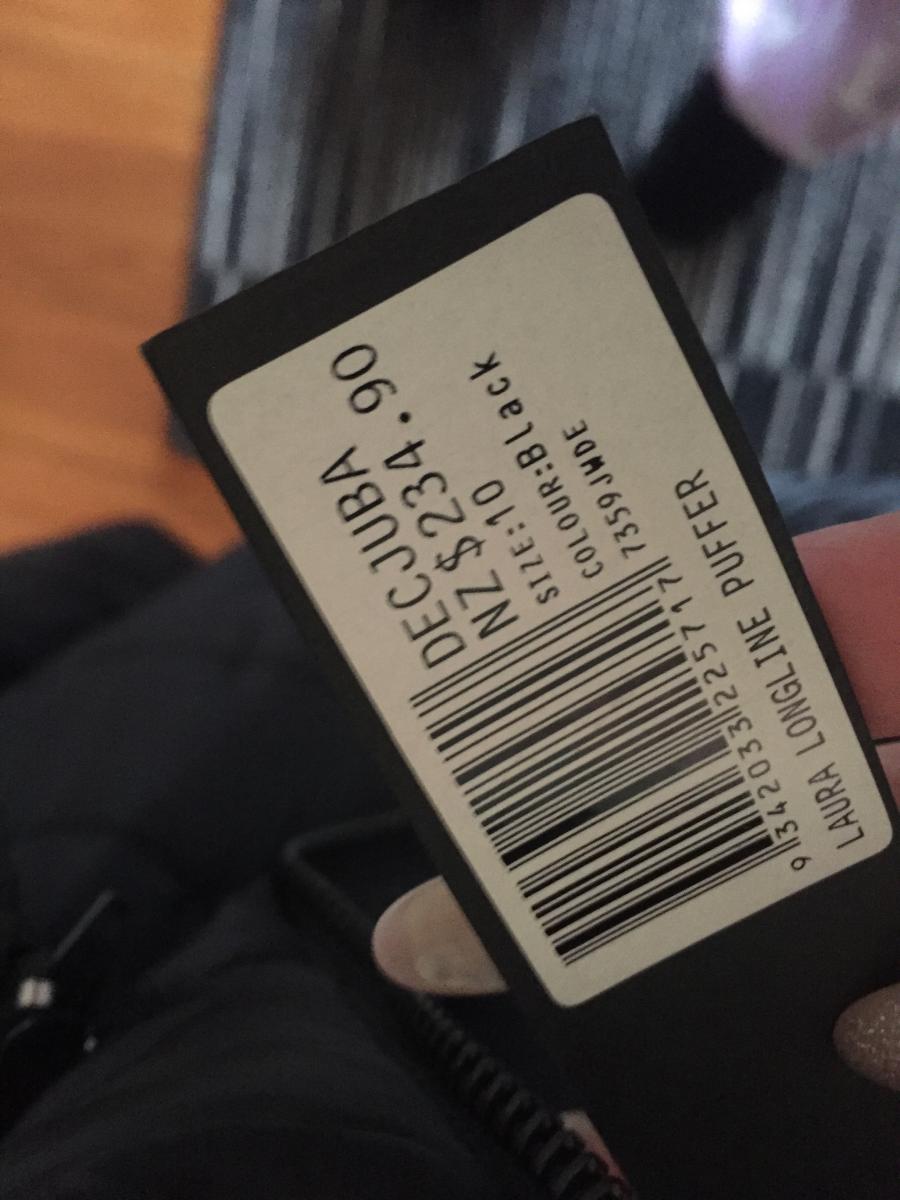 DECJUBA
NZ $234.90
SIZE:10
COLOUR:Black
7359JWDE
9342033225717
LAURA LONGLINE PUFFER